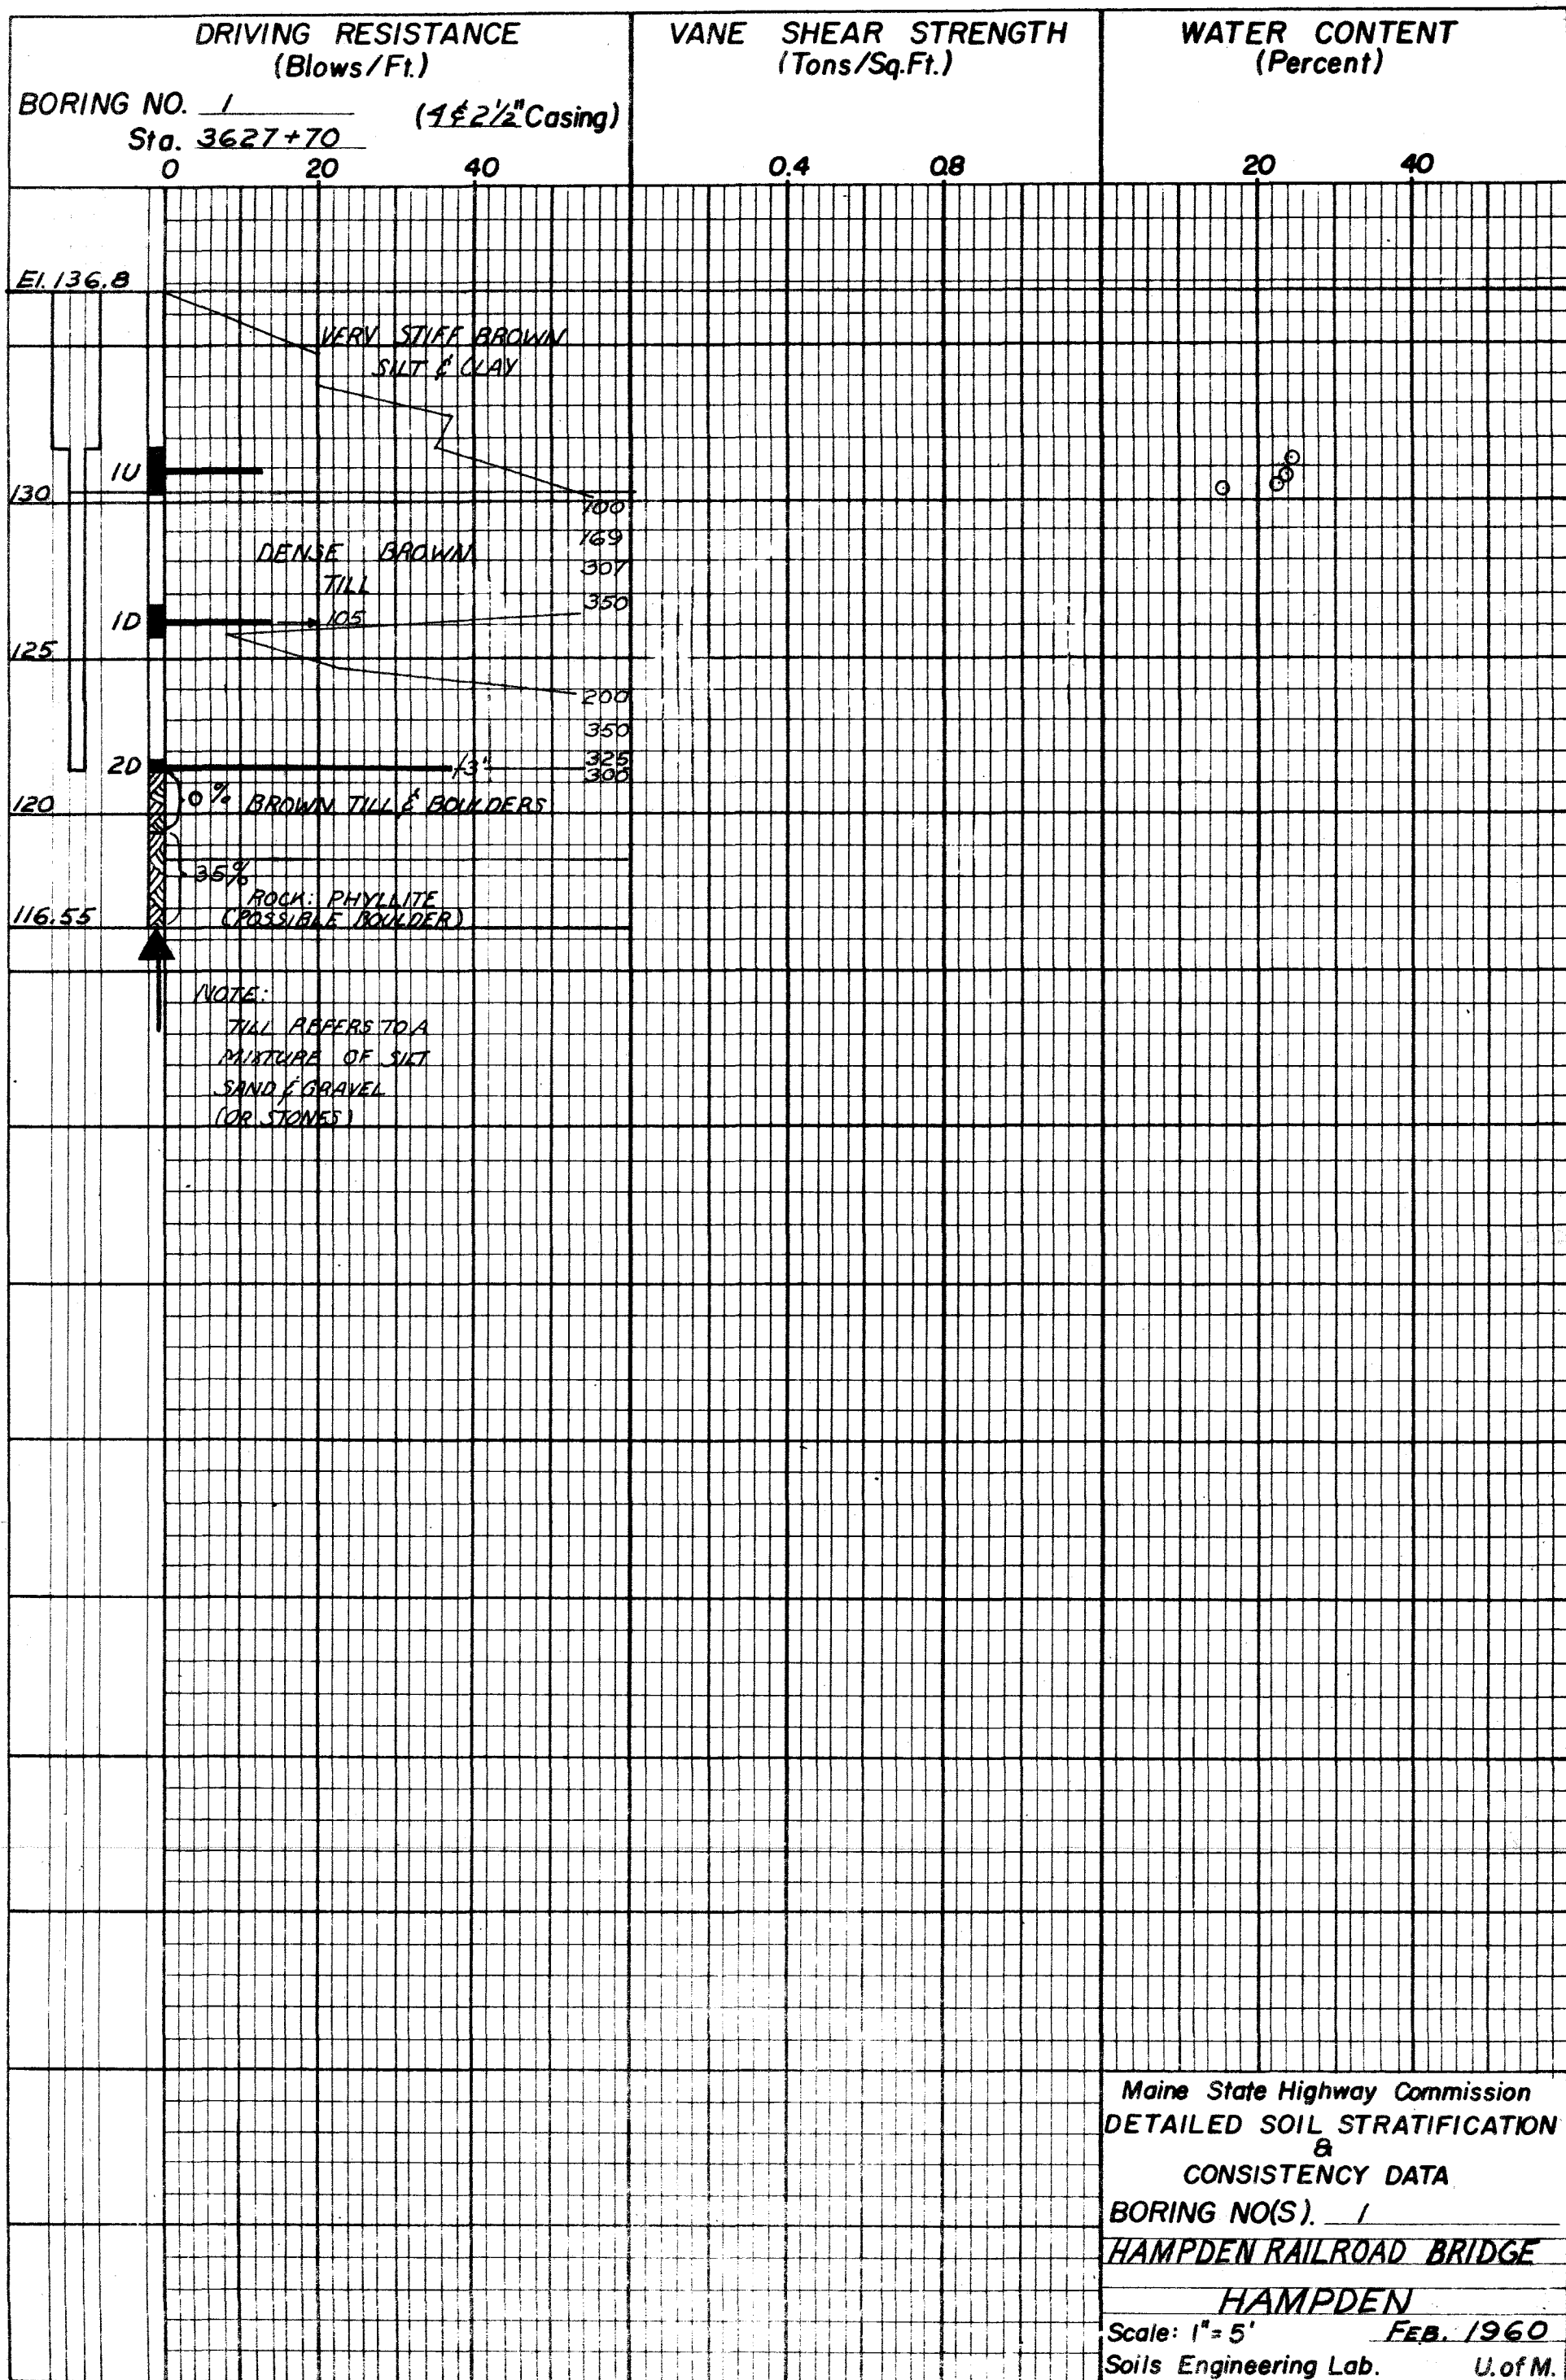 DRIVING RESISTANCE
(Blows/Ft.)
BORING NO. 1
(4 & 2 1/2" Casing)
Sta. 3627+70
0 20 40
VANE SHEAR STRENGTH
(Tons/Sq.Ft.)
0.4 0.8
WATER CONTENT
(Percent)
20 40
El. 136.8
VERY STIFF BROWN
SILT & CLAY
1U
130
100
169
DENSE BROWN
307
TILL
350
1D
105
125
200
350
325
2D
/3"
300
0%
120
BROWN TILL & BOULDERS
35%
ROCK: PHYLLITE
116.55
(POSSIBLE BOULDER)
NOTE:
TILL REFERS TO A
MIXTURE OF SILT
SAND & GRAVEL
(OR STONES)
Maine State Highway Commission
DETAILED SOIL STRATIFICATION
&
CONSISTENCY DATA
BORING NO(S). 1
HAMPDEN RAILROAD BRIDGE
HAMPDEN
Scale: 1" = 5' FEB. 1960
Soils Engineering Lab. U. of M.